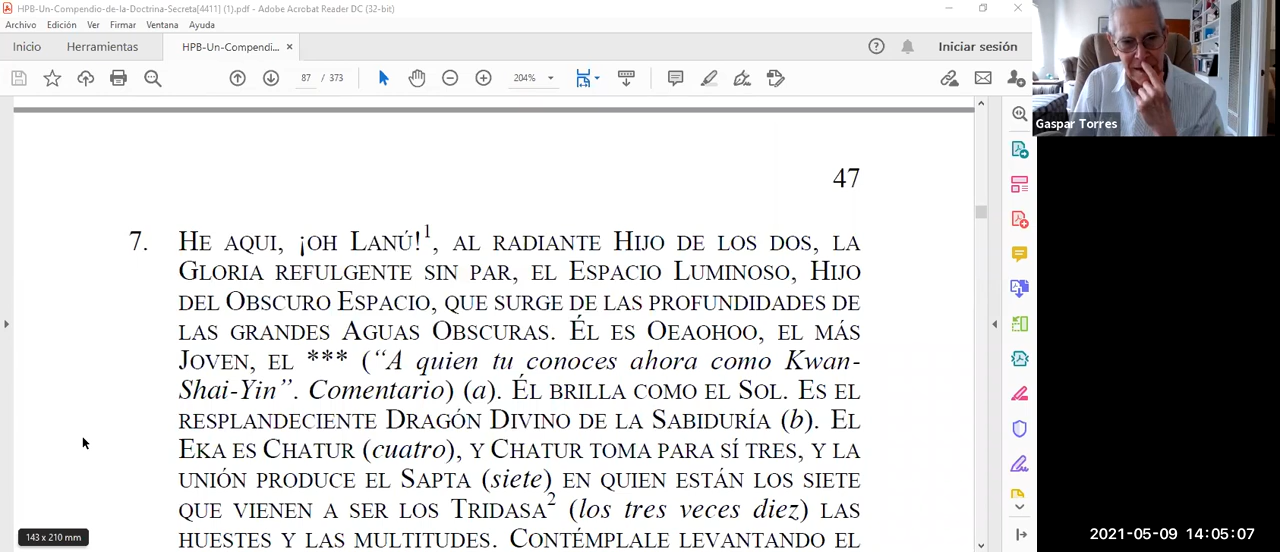 HPB-Un-Compendio-de-la-Doctrina-Secreta[4411] (1).pdf - Adobe Acrobat Reader DC (32-bit)
Archivo Edición Ver Firmar Ventana Ayuda
Inicio Herramientas HPB-Un-Compendi... × Iniciar sesión
87 / 373 204%
Gaspar Torres
47
7. HE AQUI, ¡OH LANÚ!1, AL RADIANTE HIJO DE LOS DOS, LA
GLORIA REFULGENTE SIN PAR, EL ESPACIO LUMINOSO, HIJO
DEL OBSCURO ESPACIO, QUE SURGE DE LAS PROFUNDIDADES DE
LAS GRANDES AGUAS OBSCURAS. ÉL ES OEAOHOO, EL MÁS
JOVEN, EL *** (“A quien tu conoces ahora como Kwan-
Shai-Yin”. Comentario) (a). ÉL BRILLA COMO EL SOL. ES EL
RESPLANDECIENTE DRAGÓN DIVINO DE LA SABIDURÍA (b). EL
EKA ES CHATUR (cuatro), Y CHATUR TOMA PARA SÍ TRES, Y LA
UNIÓN PRODUCE EL SAPTA (siete) EN QUIEN ESTÁN LOS SIETE
QUE VIENEN A SER LOS TRIDASA2 (los tres veces diez) LAS
HUESTES Y LAS MULTITUDES. CONTÉMPLALE LEVANTANDO EL
143 x 210 mm
2021-05-09 14:05:07